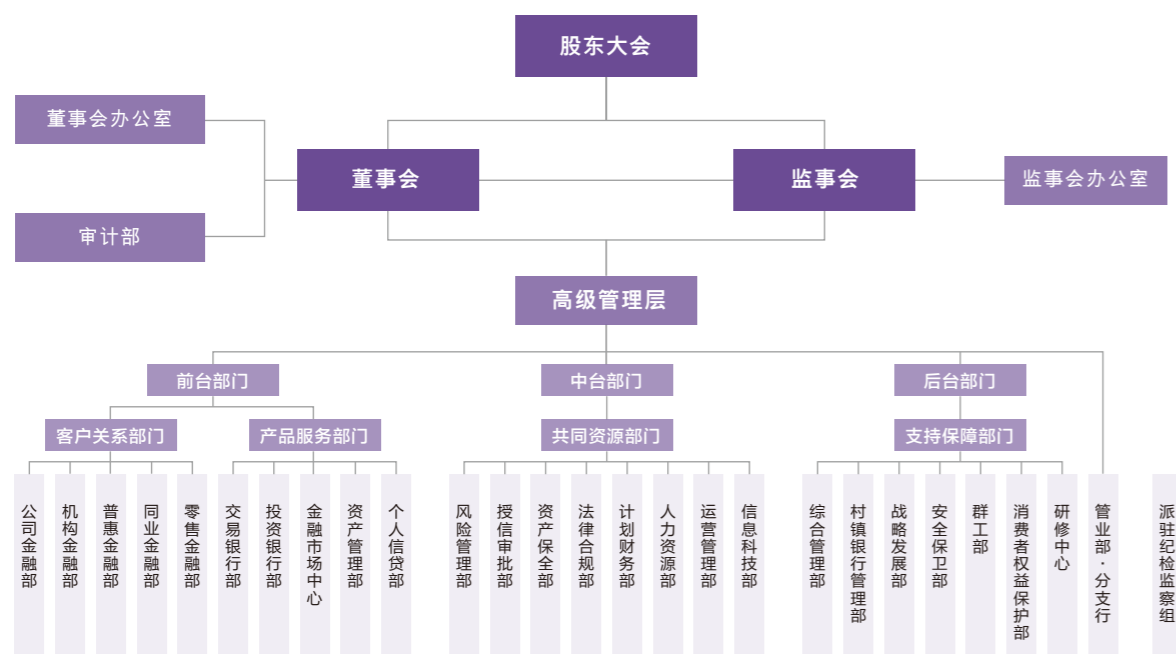 股东大会
董事会办公室
董事会
监事会
监事会办公室
审计部
高级管理层
前台部门
中台部门
后台部门
客户关系部门
产品服务部门
共同资源部门
支持保障部门
公司金融部
机构金融部
普惠金融部
同业金融部
零售金融部
交易银行部
投资银行部
金融市场中心
资产管理部
个人信贷部
风险管理部
授信审批部
资产保全部
法律合规部
计划财务部
人力资源部
运营管理部
信息科技部
综合管理部
村镇银行管理部
战略发展部
安全保卫部
群工部
消费者权益保护部
研修中心
管业部·分支行
派驻纪检监察组